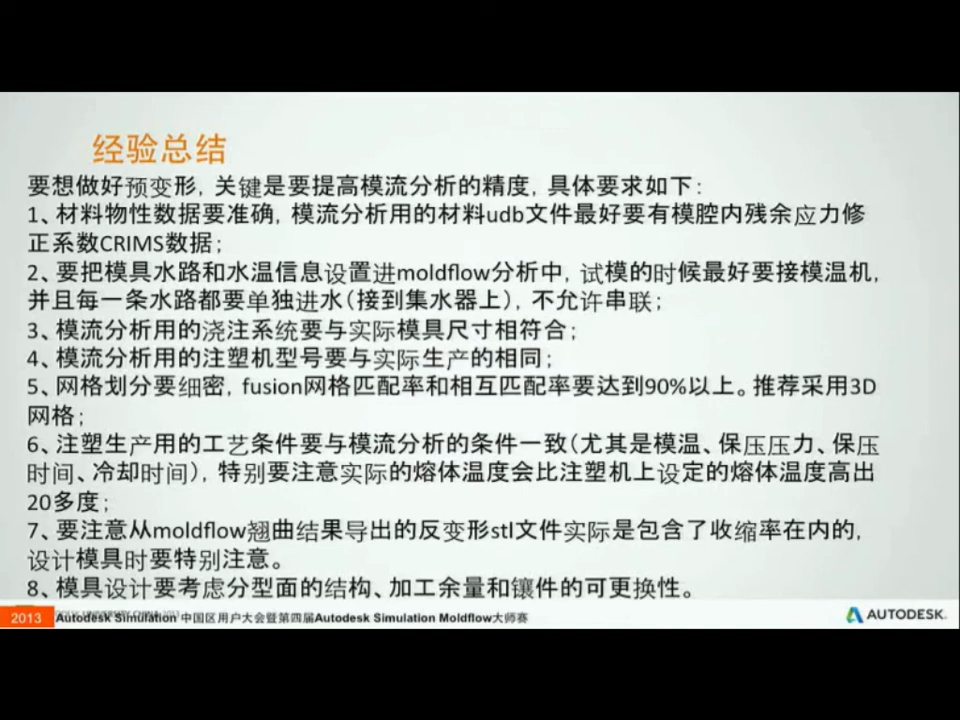 经验总结
要想做好预变形，关键是要提高模流分析的精度，具体要求如下：
1、材料物性数据要准确，模流分析用的材料udb文件最好要有模腔内残余应力修
正系数CRIMS数据；
2、要把模具水路和水温信息设置进moldflow分析中，试模的时候最好要接模温机，
并且每一条水路都要单独进水（接到集水器上），不允许串联；
3、模流分析用的浇注系统要与实际模具尺寸相符合；
4、模流分析用的注塑机型号要与实际生产的相同；
5、网格划分要细密，fusion网格匹配率和相互匹配率要达到90%以上。推荐采用3D
网格；
6、注塑生产用的工艺条件要与模流分析的条件一致（尤其是模温、保压压力、保压
时间、冷却时间），特别要注意实际的熔体温度会比注塑机上设定的熔体温度高出
20多度；
7、要注意从moldflow翘曲结果导出的反变形stl文件实际是包含了收缩率在内的，
设计模具时要特别注意。
8、模具设计要考虑分型面的结构、加工余量和镶件的可更换性。
2013 Autodesk Simulation 中国区用户大会暨第四届Autodesk Simulation Moldflow大师赛
AUTODESK